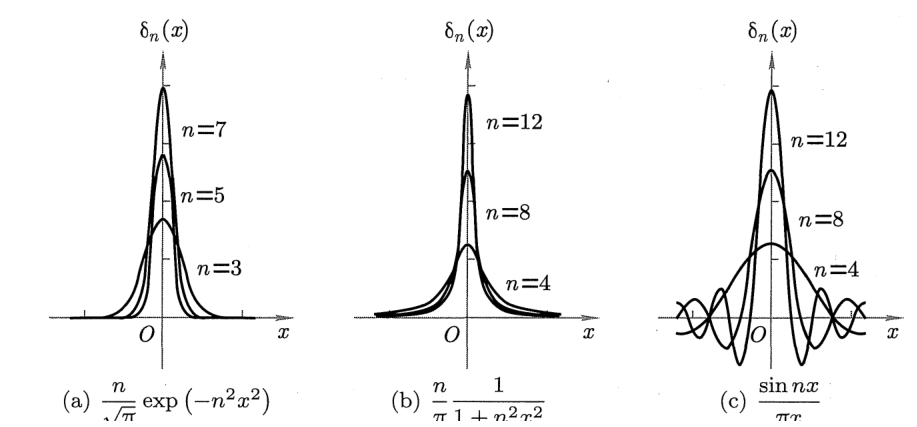 δₙ(x)
n=7
n=5
n=3
O
x
(a) n/√π exp (−n²x²)
δₙ(x)
n=12
n=8
n=4
O
x
(b) n/π 1/(1 + n²x²)
δₙ(x)
n=12
n=8
n=4
O
x
(c) sin nx/πx